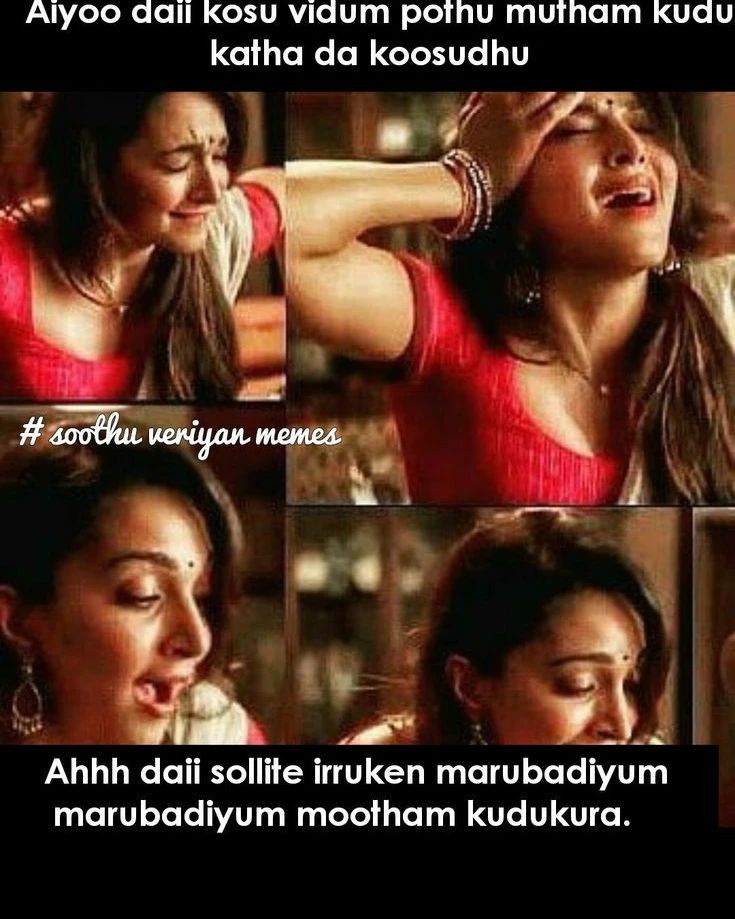 Aiyoo daii kosu vidum pothu mutham kudu
katha da koosudhu
# soothu veriyan memes
Ahhh daii sollite irruken marubadiyum
marubadiyum mootham kudukura.